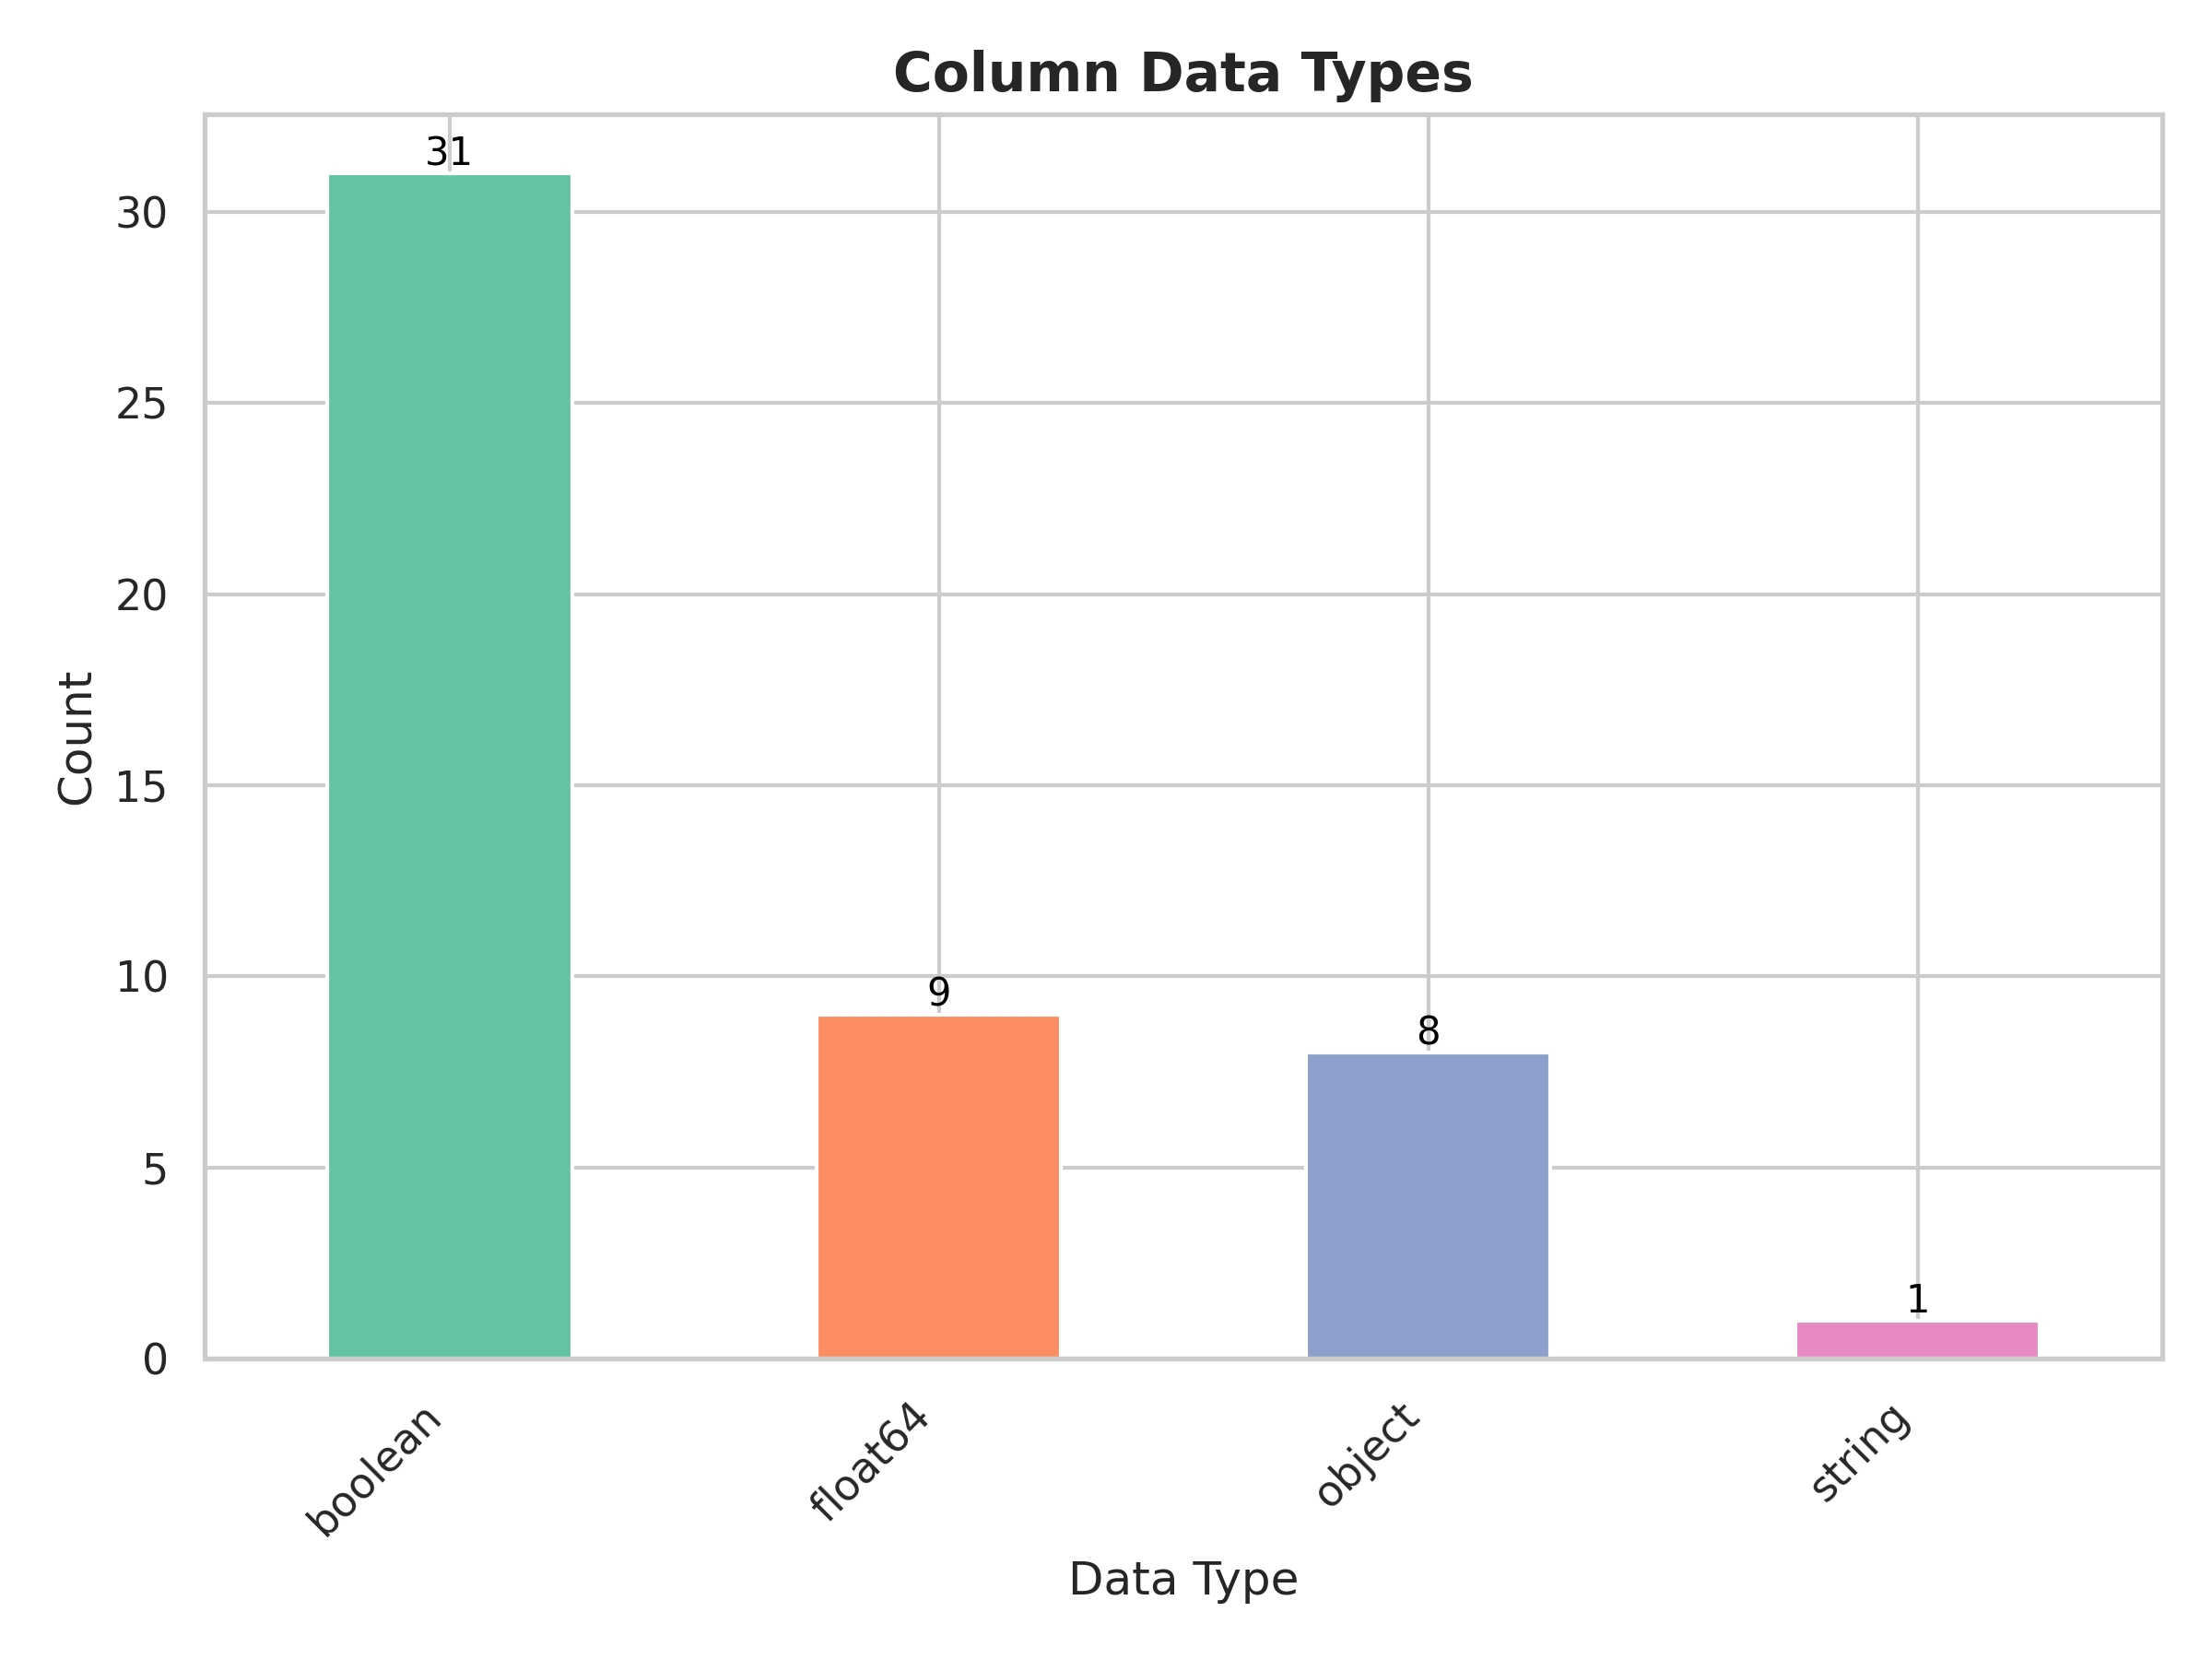 Column Data Types
31
30
25
20
15
10
5
0
9
8
1
Count
boolean
float64
object
string
Data Type